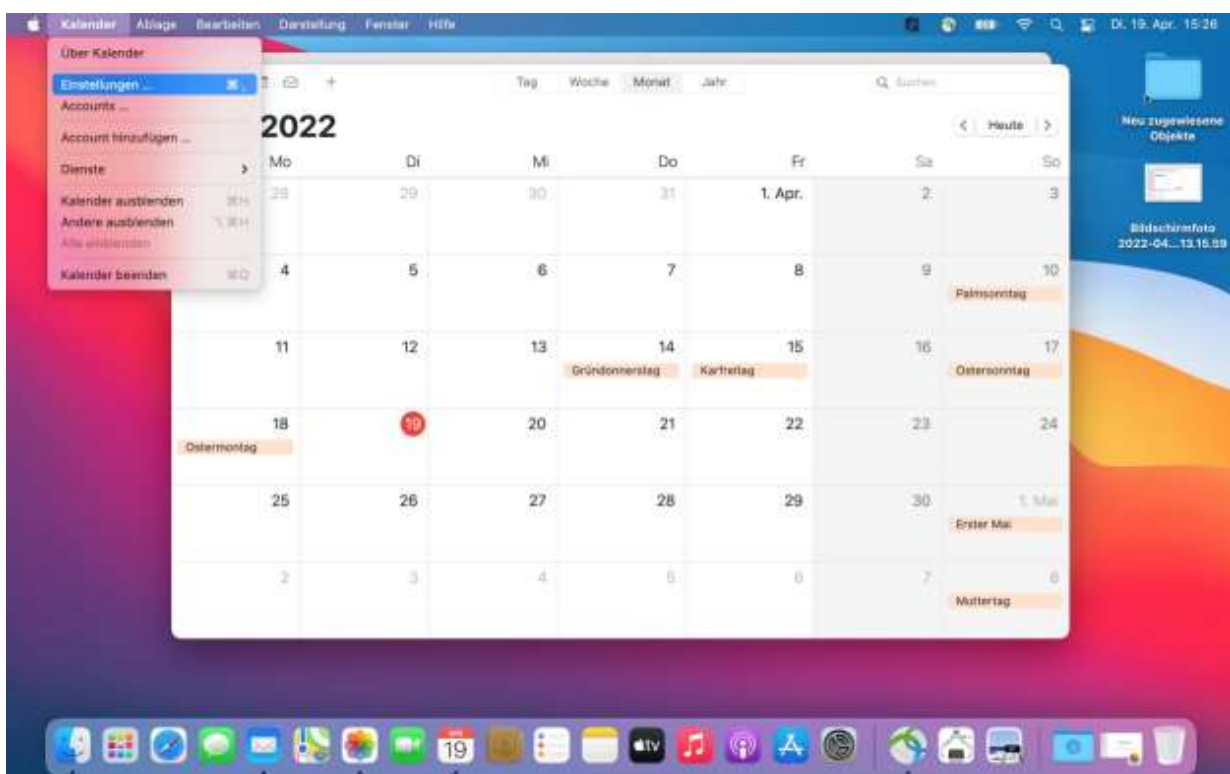 Kalender Ablage Bearbeiten Darstellung Fenster Hilfe Di. 19. Apr. 15:26
Über Kalender
Einstellungen ... ⌘ ,
Accounts ...
Account hinzufügen ...
Dienste >
Kalender ausblenden ⌘H
Andere ausblenden ⌥⌘H
Alle einblenden
Kalender beenden ⌘Q
+ Tag Woche Monat Jahr Suchen
2022 < Heute >
Mo Di Mi Do Fr Sa So
28 29 30 31 1. Apr. 2 3
4 5 6 7 8 9 10
Palmsonntag
11 12 13 14 15 16 17
Gründonnerstag Karfreitag Ostersonntag
18 19 20 21 22 23 24
Ostermontag
25 26 27 28 29 30 1. Mai
Erster Mai
2 3 4 5 6 7 8
Muttertag
Neu zugewiesene
Objekte
Bildschirmfoto
2022-04...13.15.59
19 tv